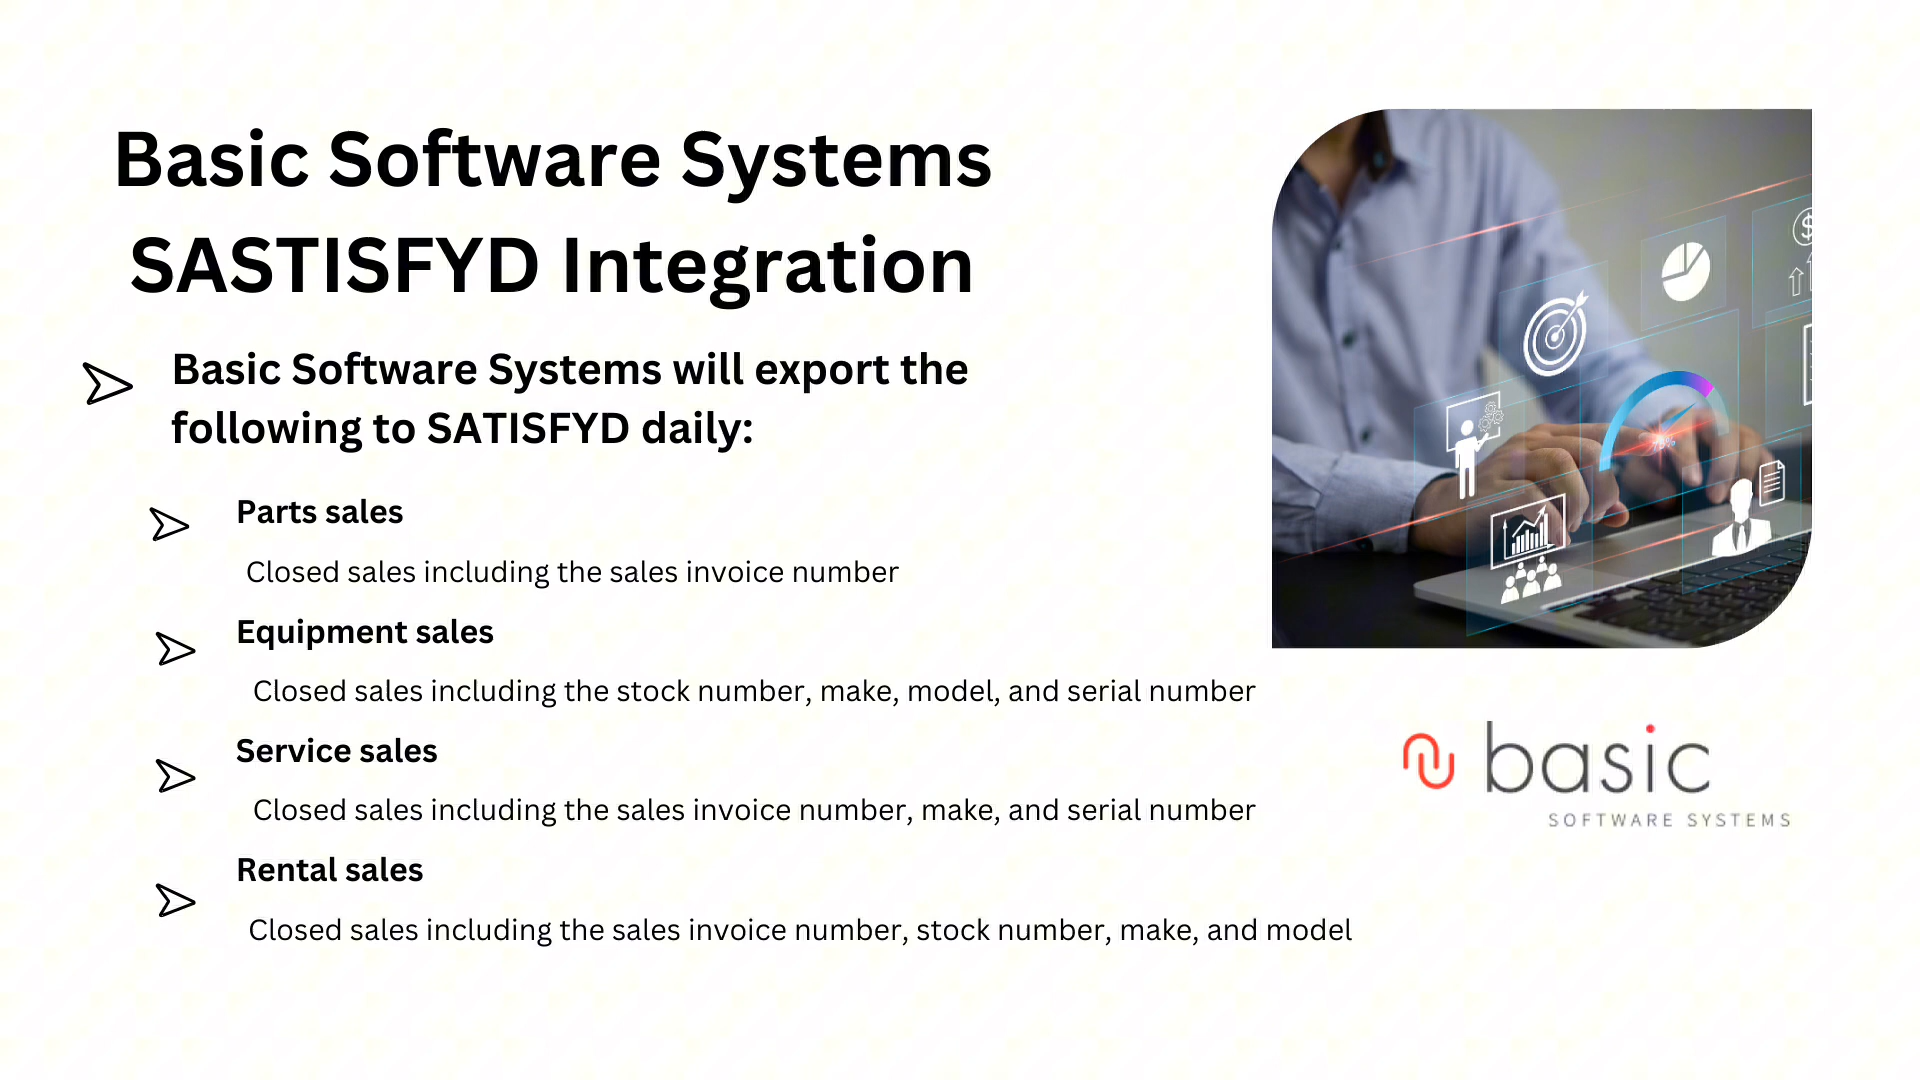 Basic Software Systems
SASTISFYD Integration
Basic Software Systems will export the
following to SATISFYD daily:
Parts sales
Closed sales including the sales invoice number
Equipment sales
Closed sales including the stock number, make, model, and serial number
Service sales
Closed sales including the sales invoice number, make, and serial number
Rental sales
Closed sales including the sales invoice number, stock number, make, and model
$
basic
SOFTWARE SYSTEMS